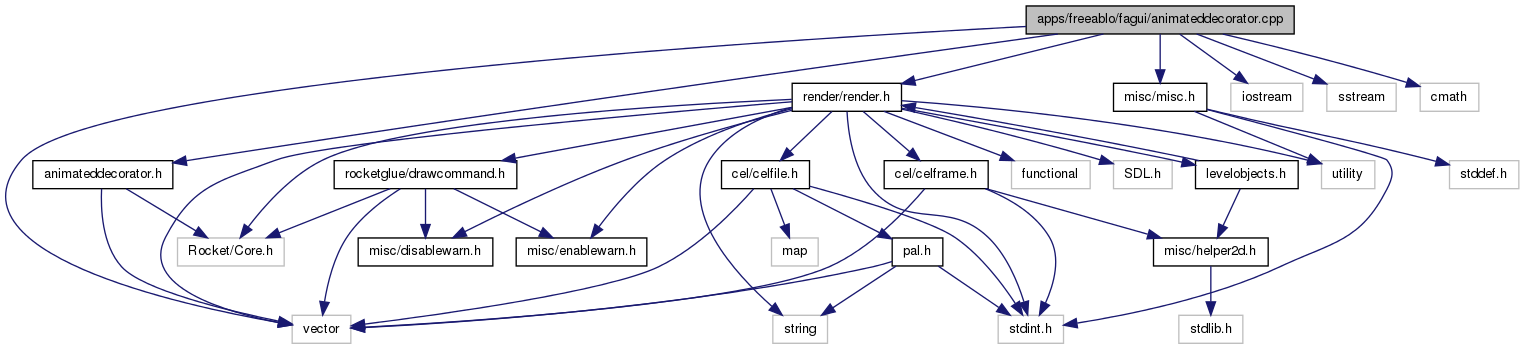 apps/freeablo/fagui/animateddecorator.cpp
render/render.h
misc/misc.h
iostream
sstream
cmath
animateddecorator.h
rocketglue/drawcommand.h
cel/celfile.h
cel/celframe.h
functional
SDL.h
levelobjects.h
utility
stddef.h
Rocket/Core.h
misc/disablewarn.h
misc/enablewarn.h
map
pal.h
misc/helper2d.h
vector
string
stdint.h
stdlib.h